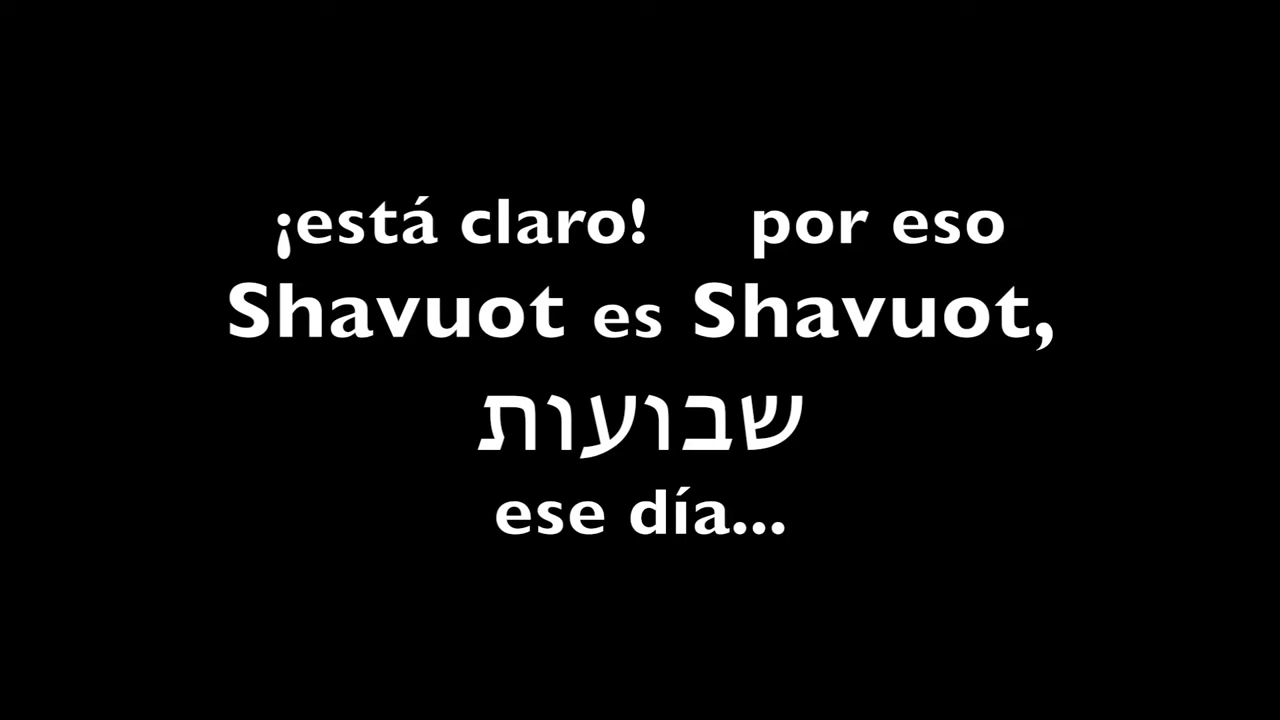 ¡está claro! por eso
Shavuot es Shavuot,
שבועות
ese día...